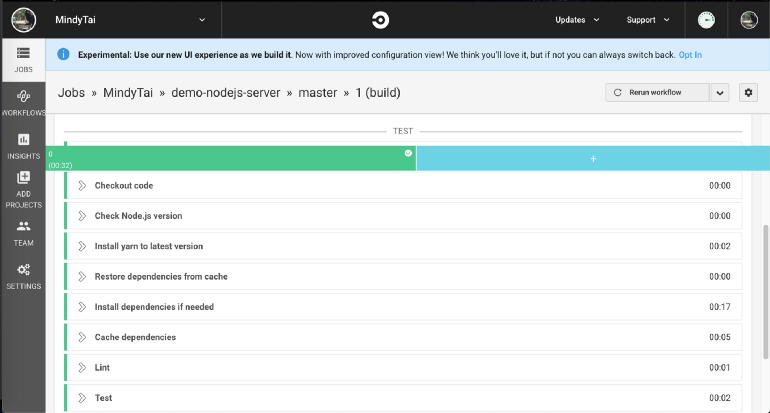 MindyTai
Updates
Support
JOBS
WORKFLOWS
INSIGHTS
ADD
PROJECTS
TEAM
SETTINGS
Experimental: Use our new UI experience as we build it. Now with improved configuration view! We think you'll love it, but if not you can always switch back. Opt In
Jobs » MindyTai » demo-nodejs-server » master » 1 (build)
Rerun workflow
TEST
0
(00:32)
+
Checkout code 00:00
Check Node.js version 00:00
Install yarn to latest version 00:02
Restore dependencies from cache 00:00
Install dependencies if needed 00:17
Cache dependencies 00:05
Lint 00:01
Test 00:02